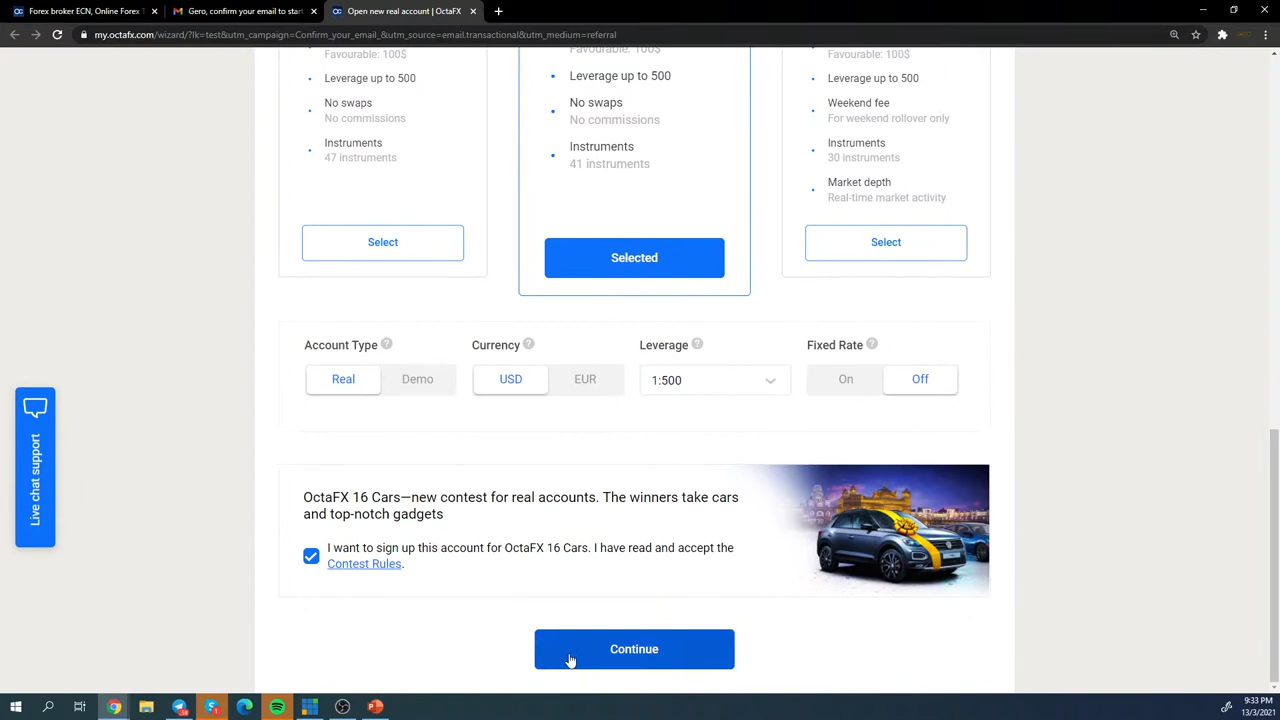 Forex broker ECN, Online Forex T
Gero, confirm your email to start
Open new real account | OctaFX
my.octafx.com/wizard/?lk=test&utm_campaign=Confirm_your_email_&utm_source=email.transactional&utm_medium=referral
Favourable: 100$
Leverage up to 500
No swaps
No commissions
Instruments
47 instruments
Select
Favourable: 100$
Leverage up to 500
No swaps
No commissions
Instruments
41 instruments
Selected
Favourable: 100$
Leverage up to 500
Weekend fee
For weekend rollover only
Instruments
30 instruments
Market depth
Real-time market activity
Select
Account Type ?
Real Demo
Currency ?
USD EUR
Leverage ?
1:500
Fixed Rate ?
On Off
Live chat support
OctaFX 16 Cars—new contest for real accounts. The winners take cars
and top-notch gadgets
I want to sign up this account for OctaFX 16 Cars. I have read and accept the
Contest Rules.
Continue
9:33 PM
13/3/2021